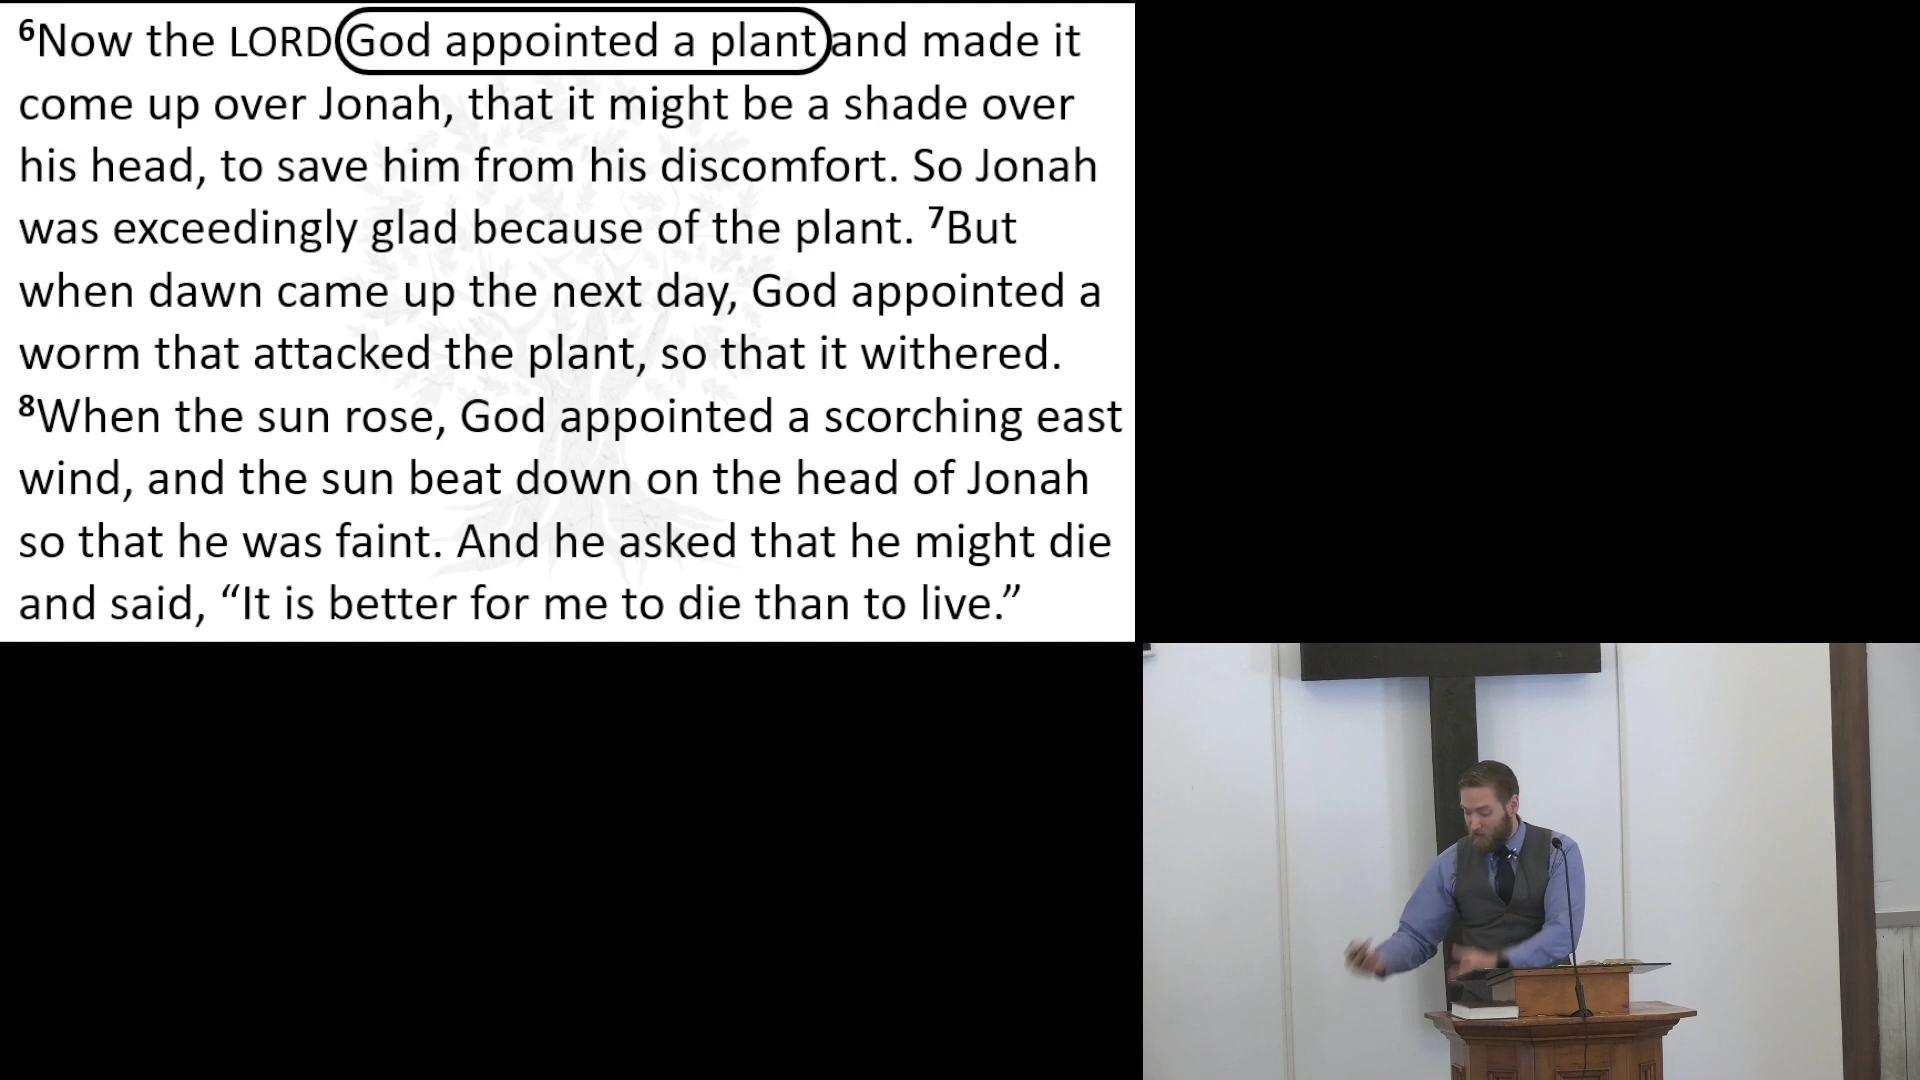 ⁶Now the LORD God appointed a plant and made it
come up over Jonah, that it might be a shade over
his head, to save him from his discomfort. So Jonah
was exceedingly glad because of the plant. ⁷But
when dawn came up the next day, God appointed a
worm that attacked the plant, so that it withered.
⁸When the sun rose, God appointed a scorching east
wind, and the sun beat down on the head of Jonah
so that he was faint. And he asked that he might die
and said, “It is better for me to die than to live.”